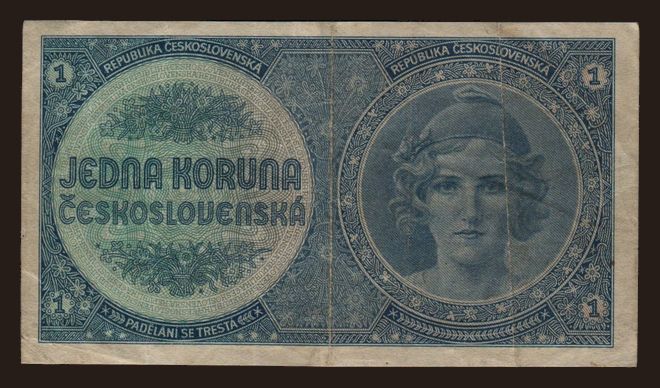 REPUBLIKA ČESKOSLOVENSKÁ
REPUBLIKA ČESKOSLOVENSKÁ
1
1
JEDNA KORUNA
ČESKOSLOVENSKÁ
1
1
PADĚLÁNÍ SE TRESTÁ